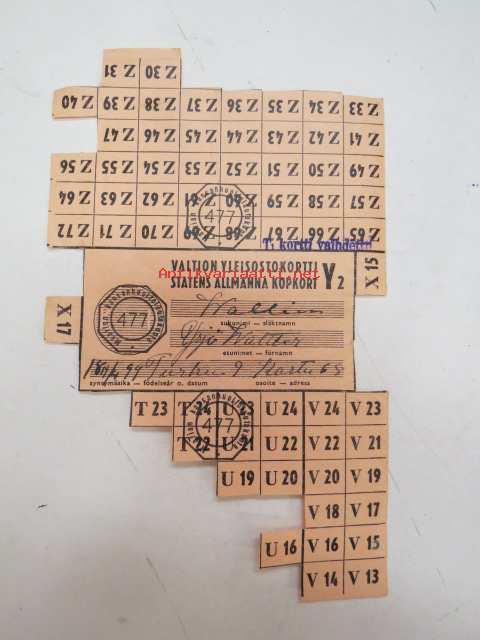 Z 31 Z 30
Z 40 Z 39 Z 38 Z 37 Z 36 Z 35 Z 34 Z 33
Z 47 Z 46 Z 45 Z 44 Z 43 Z 42 Z 41
Z 56 Z 55 Z 54 Z 53 Z 52 Z 51 Z 50 Z 49
Z 64 Z 63 Z 62 Z 61 Z 60 Z 59 Z 58 Z 57
Z 72 Z 71 Z 70 Z 69 Z 68 Z 67 Z 66 Z 65
477
T: kortti vaihdettu
X 15
VALTION YLEISOSTOKORTTI
STATENS ALLMÄNNA KÖPKORT Y2
Antikvariaatti.net
X 17
477
Wallin
sukunimi — släktnamn
Yrjö Walter
etunimet — förnamn
Turku
syntymäaika — födelseår o. datum osoite — adress
T 23 T 24 U 23 U 24 V 24 V 23
477
T 22 U 21 U 22 V 22 V 21
U 19 U 20 V 20 V 19
V 18 V 17
U 16 V 16 V 15
V 14 V 13